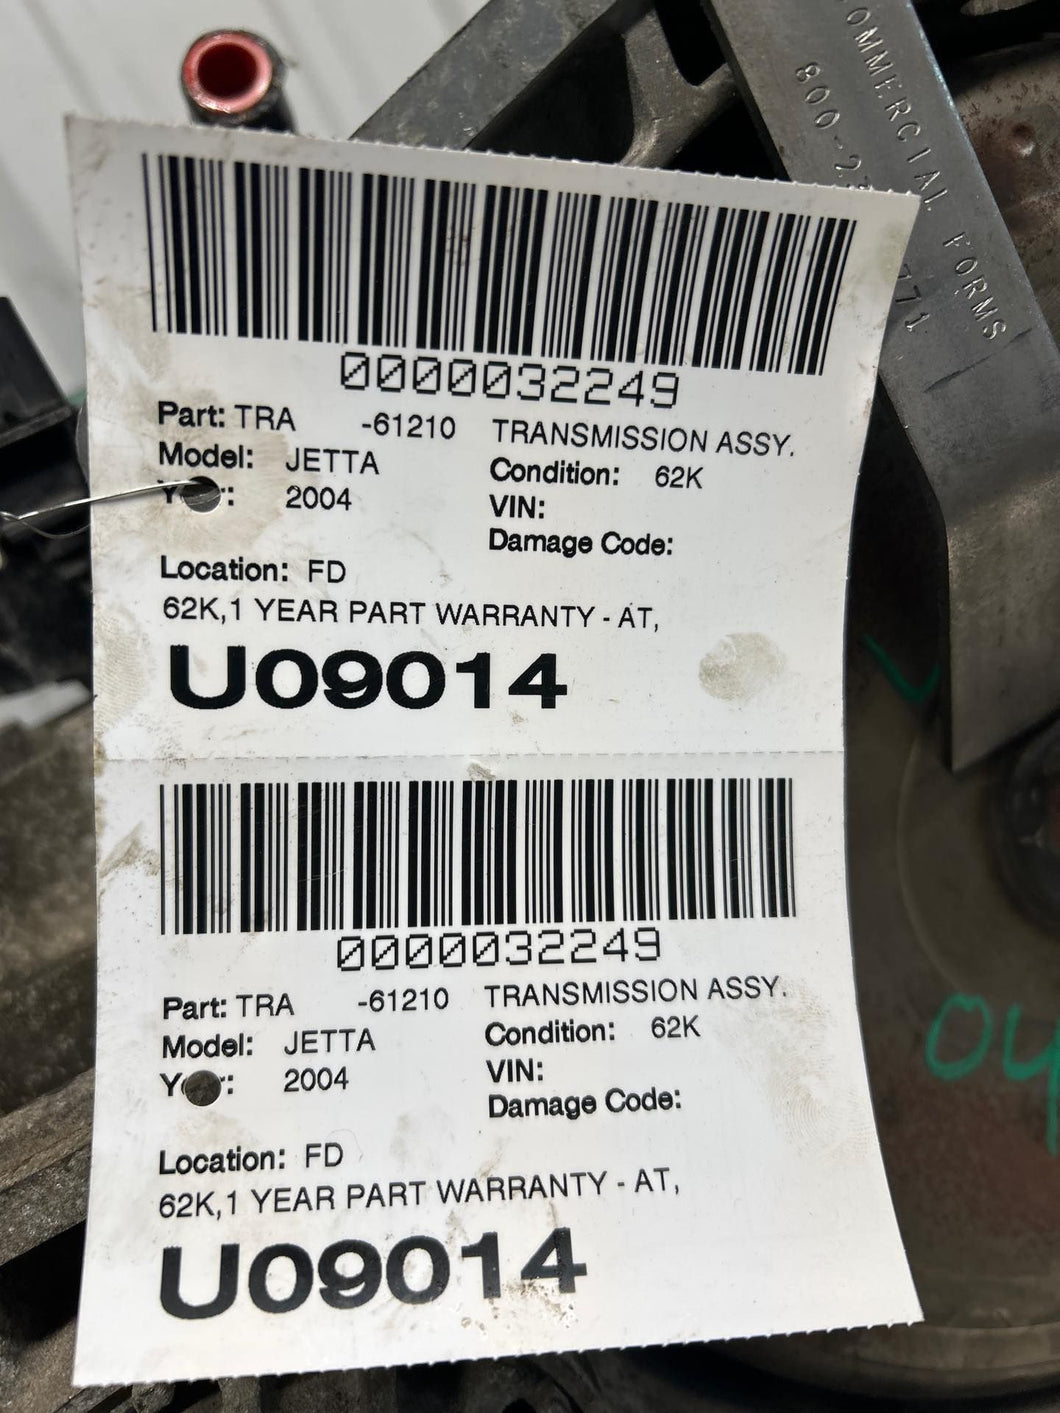 COMMERCIAL FORMS
0000032249
Part: TRA -61210 TRANSMISSION ASSY.
Model: JETTA Condition: 62K
2004 VIN:
Damage Code:
Location: FD
62K,1 YEAR PART WARRANTY - AT,
U09014
0000032249
Part: TRA -61210 TRANSMISSION ASSY.
Model: JETTA Condition: 62K
2004 VIN:
Damage Code:
Location: FD
62K,1 YEAR PART WARRANTY - AT,
U09014
04